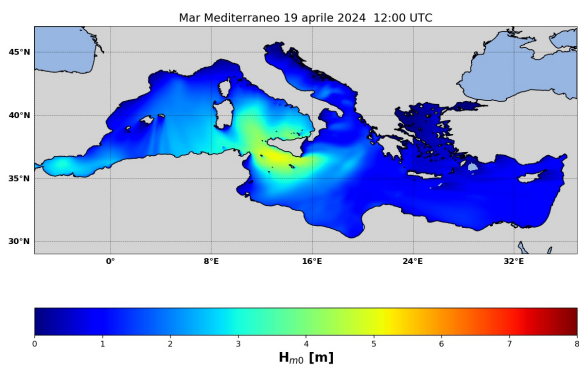 Mar Mediterraneo 19 aprile 2024  12:00 UTC
45°N
40°N
35°N
30°N
0° 8°E 16°E 24°E 32°E
0 1 2 3 4 5 6 7 8
Hm0 [m]